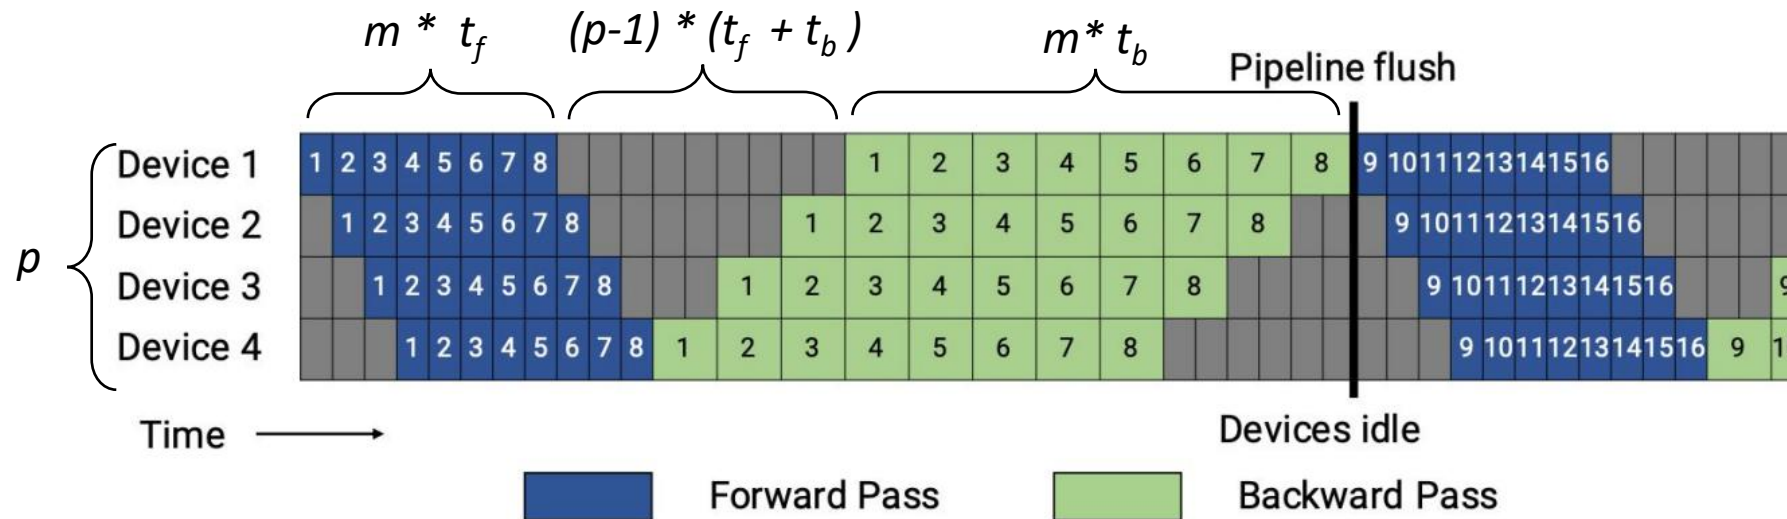 m * t_f (p-1) * (t_f + t_b ) m* t_b
Pipeline flush
Device 1 1 2 3 4 5 6 7 8 1 2 3 4 5 6 7 8 9 10 11 12 13 14 15 16
Device 2 1 2 3 4 5 6 7 8 1 2 3 4 5 6 7 8 9 10 11 12 13 14 15 16
p
Device 3 1 2 3 4 5 6 7 8 1 2 3 4 5 6 7 8 9 10 11 12 13 14 15 16 9
Device 4 1 2 3 4 5 6 7 8 1 2 3 4 5 6 7 8 9 10 11 12 13 14 15 16 9 1
Time
Devices idle
Forward Pass Backward Pass